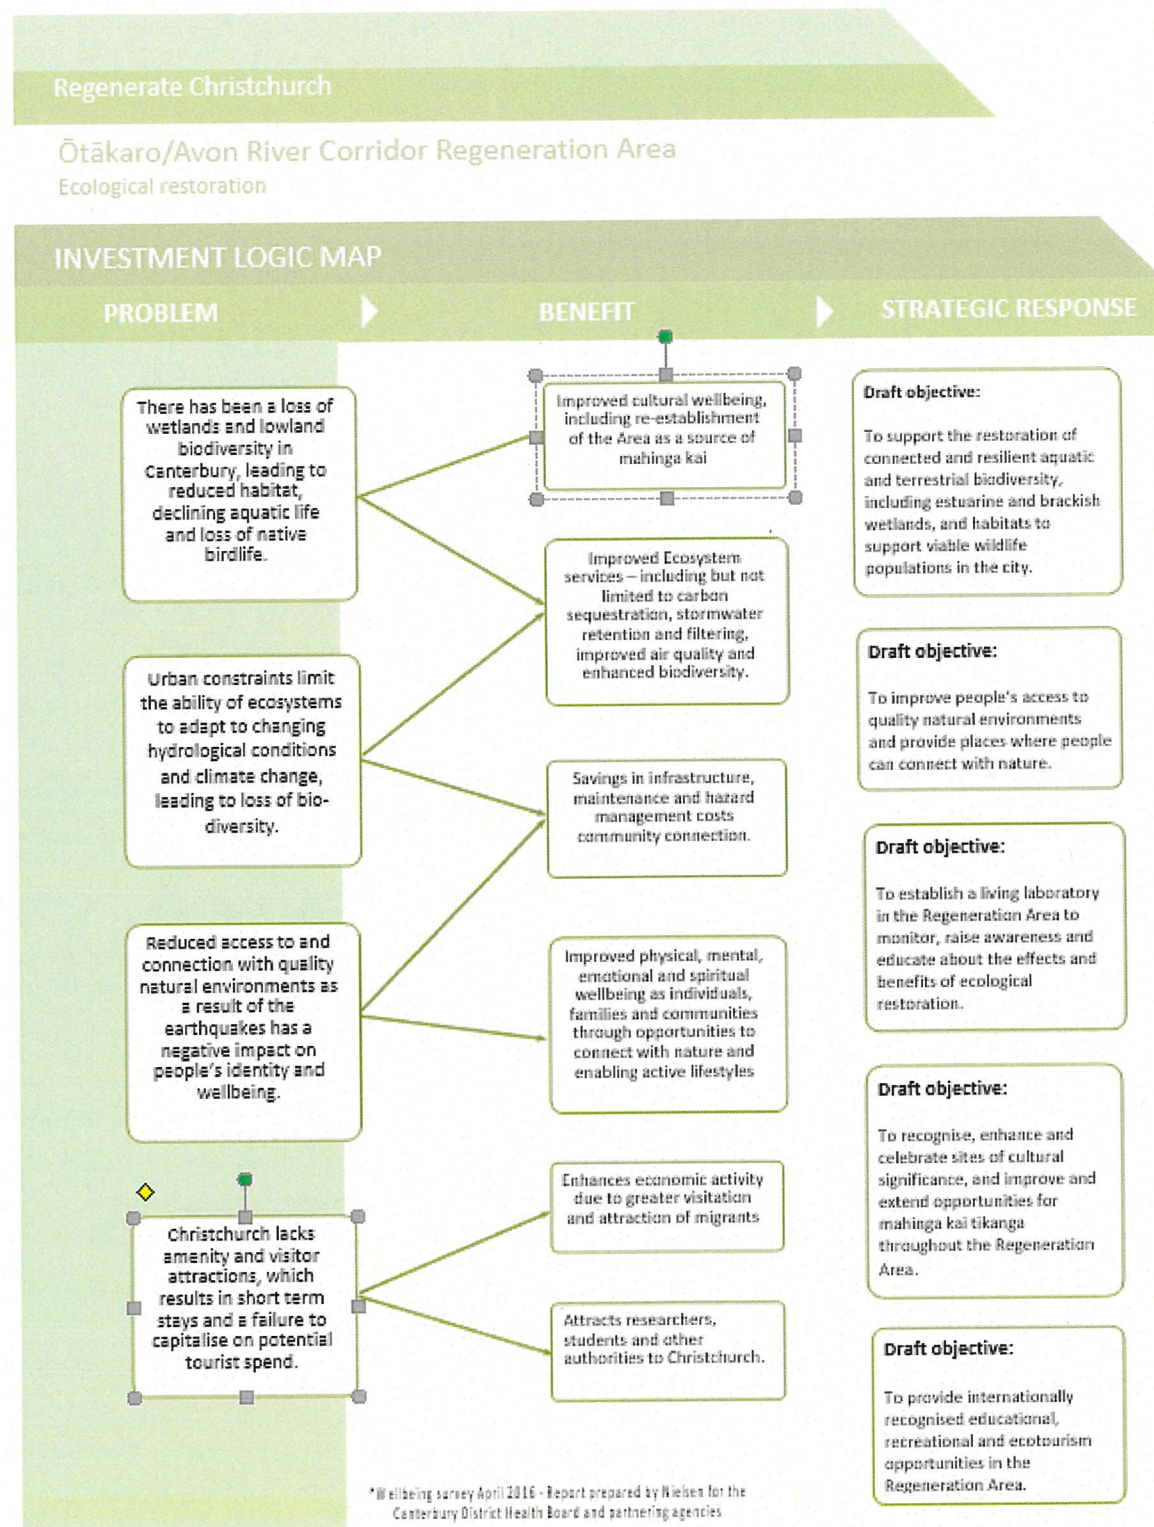 Regenerate Christchurch
Ōtākaro/Avon River Corridor Regeneration Area
Ecological restoration
INVESTMENT LOGIC MAP
PROBLEM
BENEFIT
STRATEGIC RESPONSE
There has been a loss of
wetlands and lowland
biodiversity in
Canterbury, leading to
reduced habitat,
declining aquatic life
and loss of native
birdlife.
Urban constraints limit
the ability of ecosystems
to adapt to changing
hydrological conditions
and climate change,
leading to loss of bio-
diversity.
Reduced access to and
connection with quality
natural environments as
a result of the
earthquakes has a
negative impact on
people's identity and
wellbeing.
Christchurch lacks
amenity and visitor
attractions, which
results in short term
stays and a failure to
capitalise on potential
tourist spend.
Improved cultural wellbeing,
including re-establishment
of the Area as a source of
mahinga kai
Improved Ecosystem
services – including but not
limited to carbon
sequestration, stormwater
retention and filtering,
improved air quality and
enhanced biodiversity.
Savings in infrastructure,
maintenance and hazard
management costs
community connection.
Improved physical, mental,
emotional and spiritual
wellbeing as individuals,
families and communities
through opportunities to
connect with nature and
enabling active lifestyles
Enhances economic activity
due to greater visitation
and attraction of migrants
Attracts researchers,
students and other
authorities to Christchurch.
Draft objective:
To support the restoration of
connected and resilient aquatic
and terrestrial biodiversity,
including estuarine and brackish
wetlands, and habitats to
support viable wildlife
populations in the city.
Draft objective:
To improve people's access to
quality natural environments
and provide places where people
can connect with nature.
Draft objective:
To establish a living laboratory
in the Regeneration Area to
monitor, raise awareness and
educate about the effects and
benefits of ecological
restoration.
Draft objective:
To recognise, enhance and
celebrate sites of cultural
significance, and improve and
extend opportunities for
mahinga kai tikanga
throughout the Regeneration
Area.
Draft objective:
To provide internationally
recognised educational,
recreational and ecotourism
opportunities in the
Regeneration Area.
*Wellbeing survey April 2016 - Report prepared by Nielsen for the
Canterbury District Health Board and partnering agencies